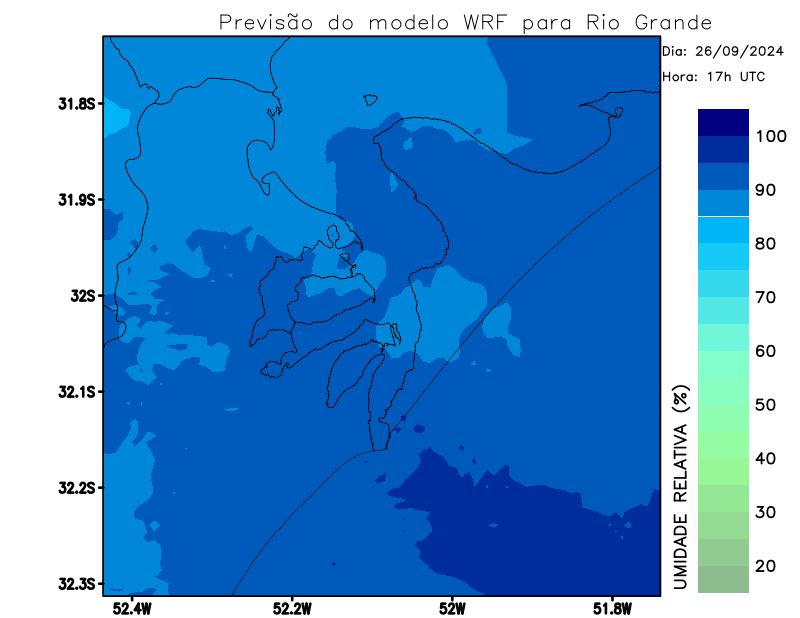 Previsão do modelo WRF para Rio Grande
Dia: 26/09/2024
Hora: 17h UTC
31.8S
31.9S
32S
32.1S
32.2S
32.3S
52.4W
52.2W
52W
51.8W
100
90
80
70
60
50
40
30
20
UMIDADE RELATIVA (%)